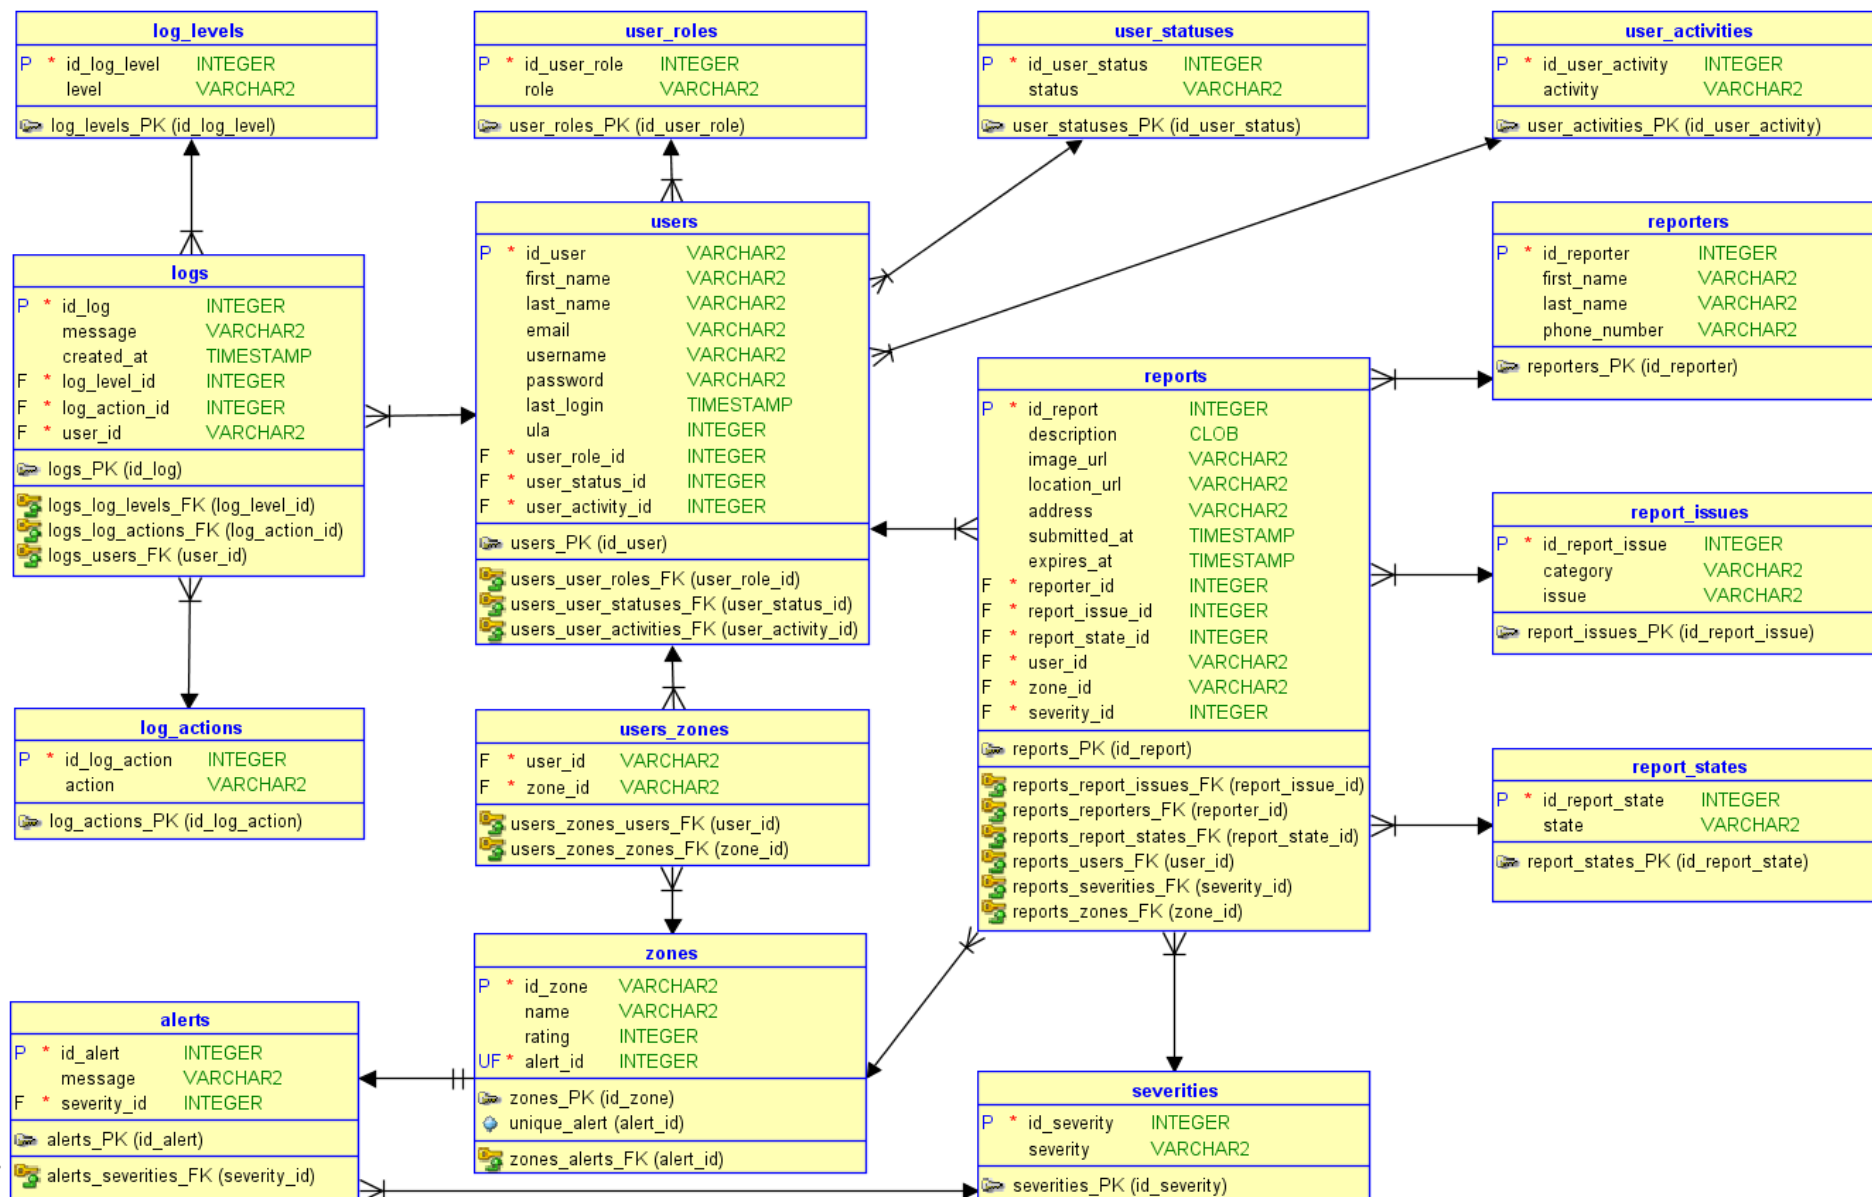 log_levels
P * id_log_level INTEGER
level VARCHAR2
log_levels_PK (id_log_level)
user_roles
P * id_user_role INTEGER
role VARCHAR2
user_roles_PK (id_user_role)
user_statuses
P * id_user_status INTEGER
status VARCHAR2
user_statuses_PK (id_user_status)
user_activities
P * id_user_activity INTEGER
activity VARCHAR2
user_activities_PK (id_user_activity)
logs
P * id_log INTEGER
message VARCHAR2
created_at TIMESTAMP
F * log_level_id INTEGER
F * log_action_id INTEGER
F * user_id VARCHAR2
logs_PK (id_log)
logs_log_levels_FK (log_level_id)
logs_log_actions_FK (log_action_id)
logs_users_FK (user_id)
users
P * id_user VARCHAR2
first_name VARCHAR2
last_name VARCHAR2
email VARCHAR2
username VARCHAR2
password VARCHAR2
last_login TIMESTAMP
ula INTEGER
F * user_role_id INTEGER
F * user_status_id INTEGER
F * user_activity_id INTEGER
users_PK (id_user)
users_user_roles_FK (user_role_id)
users_user_statuses_FK (user_status_id)
users_user_activities_FK (user_activity_id)
reporters
P * id_reporter INTEGER
first_name VARCHAR2
last_name VARCHAR2
phone_number VARCHAR2
reporters_PK (id_reporter)
reports
P * id_report INTEGER
description CLOB
image_url VARCHAR2
location_url VARCHAR2
address VARCHAR2
submitted_at TIMESTAMP
expires_at TIMESTAMP
F * reporter_id INTEGER
F * report_issue_id INTEGER
F * report_state_id INTEGER
F * user_id VARCHAR2
F * zone_id VARCHAR2
F * severity_id INTEGER
reports_PK (id_report)
reports_report_issues_FK (report_issue_id)
reports_reporters_FK (reporter_id)
reports_report_states_FK (report_state_id)
reports_users_FK (user_id)
reports_severities_FK (severity_id)
reports_zones_FK (zone_id)
report_issues
P * id_report_issue INTEGER
category VARCHAR2
issue VARCHAR2
report_issues_PK (id_report_issue)
log_actions
P * id_log_action INTEGER
action VARCHAR2
log_actions_PK (id_log_action)
users_zones
F * user_id VARCHAR2
F * zone_id VARCHAR2
users_zones_users_FK (user_id)
users_zones_zones_FK (zone_id)
report_states
P * id_report_state INTEGER
state VARCHAR2
report_states_PK (id_report_state)
zones
P * id_zone VARCHAR2
name VARCHAR2
rating INTEGER
UF * alert_id INTEGER
zones_PK (id_zone)
unique_alert (alert_id)
zones_alerts_FK (alert_id)
alerts
P * id_alert INTEGER
message VARCHAR2
F * severity_id INTEGER
alerts_PK (id_alert)
alerts_severities_FK (severity_id)
severities
P * id_severity INTEGER
severity VARCHAR2
severities_PK (id_severity)